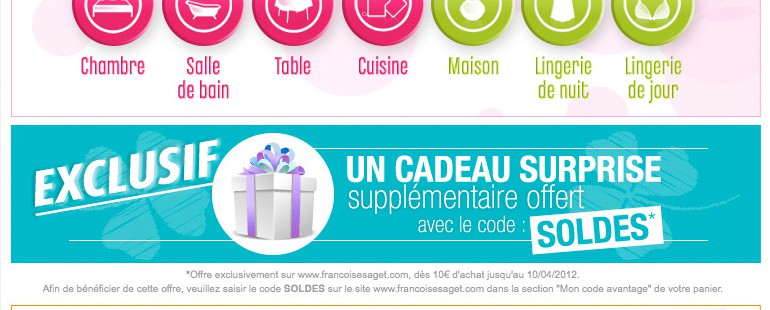 Chambre
Salle
de bain
Table
Cuisine
Maison
Lingerie
de nuit
Lingerie
de jour
EXCLUSIF
UN CADEAU SURPRISE
supplémentaire offert
avec le code : SOLDES*
*Offre exclusivement sur www.francoisesaget.com, dès 10€ d'achat jusqu'au 10/04/2012.
Afin de bénéficier de cette offre, veuillez saisir le code SOLDES sur le site www.francoisesaget.com dans la section "Mon code avantage" de votre panier.